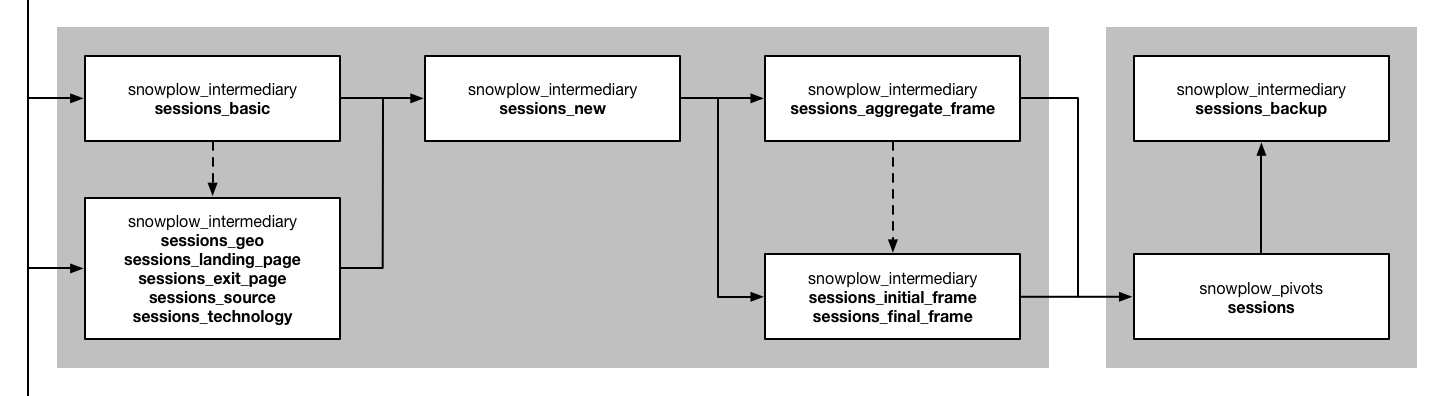 snowplow_intermediary
sessions_basic
snowplow_intermediary
sessions_geo
sessions_landing_page
sessions_exit_page
sessions_source
sessions_technology
snowplow_intermediary
sessions_new
snowplow_intermediary
sessions_aggregate_frame
snowplow_intermediary
sessions_initial_frame
sessions_final_frame
snowplow_intermediary
sessions_backup
snowplow_pivots
sessions